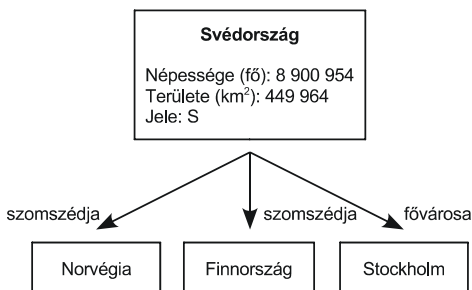 Svédország
Népessége (fő): 8 900 954
Területe (km²): 449 964
Jele: S
szomszédja
szomszédja
fővárosa
Norvégia
Finnország
Stockholm